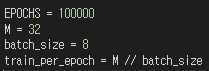 EPOCHS = 100000
M = 32
batch_size = 8
train_per_epoch = M // batch_size